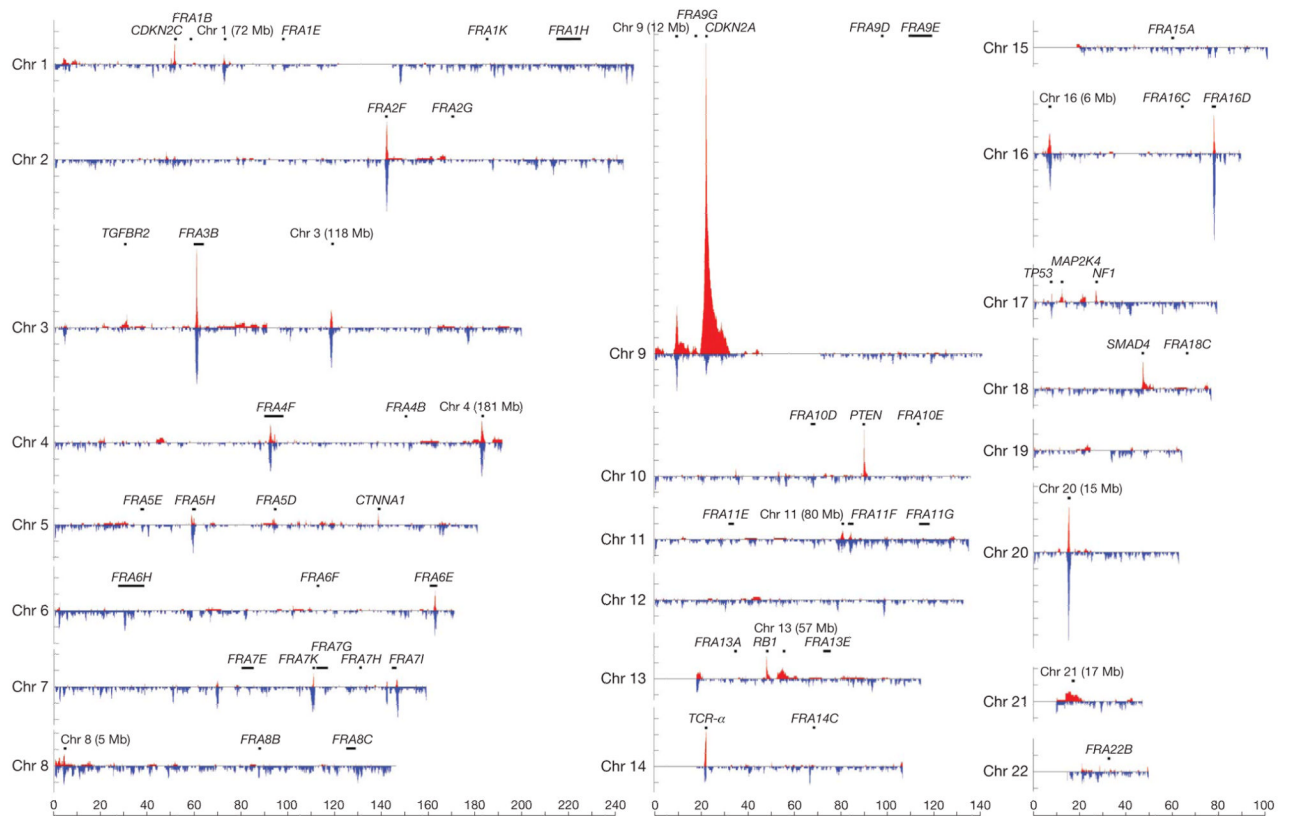 FRA1B
CDKN2C Chr 1 (72 Mb) FRA1E FRA1K FRA1H
Chr 1
FRA2F FRA2G
Chr 2
TGFBR2 FRA3B Chr 3 (118 Mb)
Chr 3
FRA4F FRA4B Chr 4 (181 Mb)
Chr 4
FRA5E FRA5H FRA5D CTNNA1
Chr 5
FRA6H FRA6F FRA6E
Chr 6
FRA7G
FRA7E FRA7K FRA7H FRA7I
Chr 7
Chr 8 (5 Mb) FRA8B FRA8C
Chr 8
0 20 40 60 80 100 120 140 160 180 200 220 240
FRA9G
Chr 9 (12 Mb) CDKN2A FRA9D FRA9E
Chr 9
FRA10D PTEN FRA10E
Chr 10
FRA11E Chr 11 (80 Mb) FRA11F FRA11G
Chr 11
Chr 12
Chr 13 (57 Mb)
FRA13A RB1 FRA13E
Chr 13
TCR-α FRA14C
Chr 14
0 20 40 60 80 100 120 140
FRA15A
Chr 15
Chr 16 (6 Mb) FRA16C FRA16D
Chr 16
MAP2K4
TP53 NF1
Chr 17
SMAD4 FRA18C
Chr 18
Chr 19
Chr 20 (15 Mb)
Chr 20
Chr 21 (17 Mb)
Chr 21
FRA22B
Chr 22
0 20 40 60 80 100